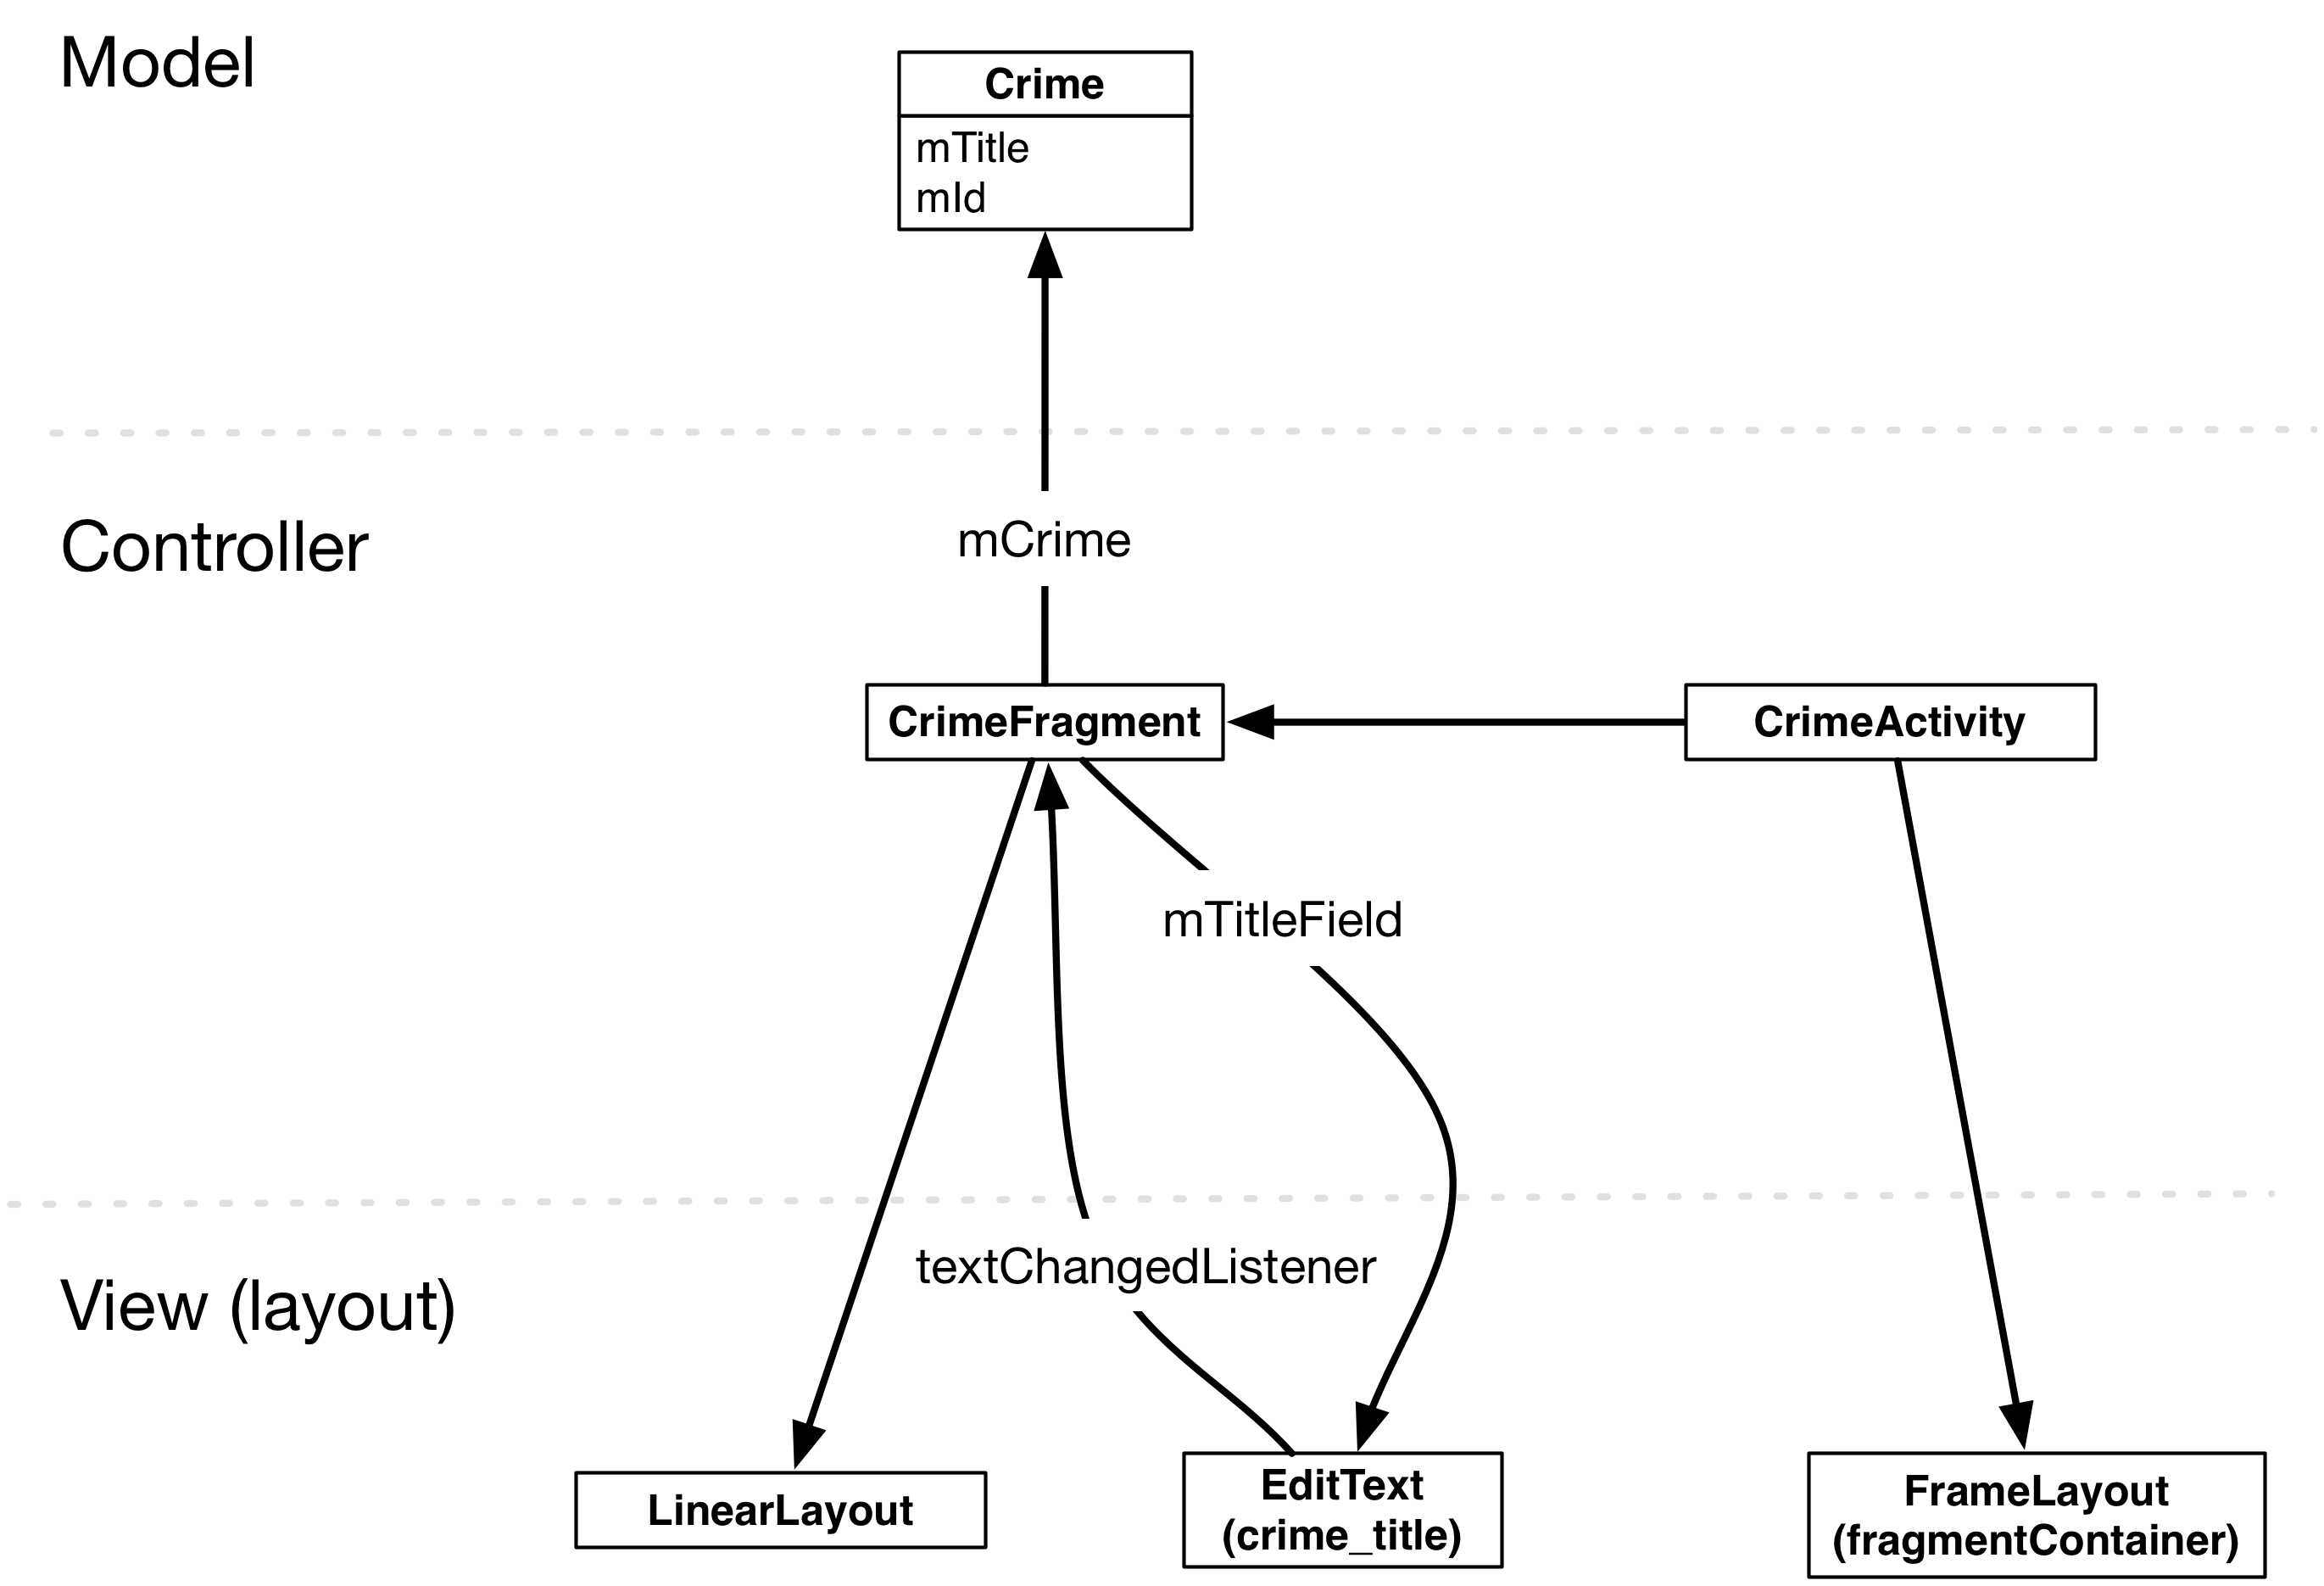 Model
Crime
mTitle
mId
Controller
mCrime
CrimeFragment
CrimeActivity
mTitleField
textChangedListener
View (layout)
LinearLayout
EditText
(crime_title)
FrameLayout
(fragmentContainer)